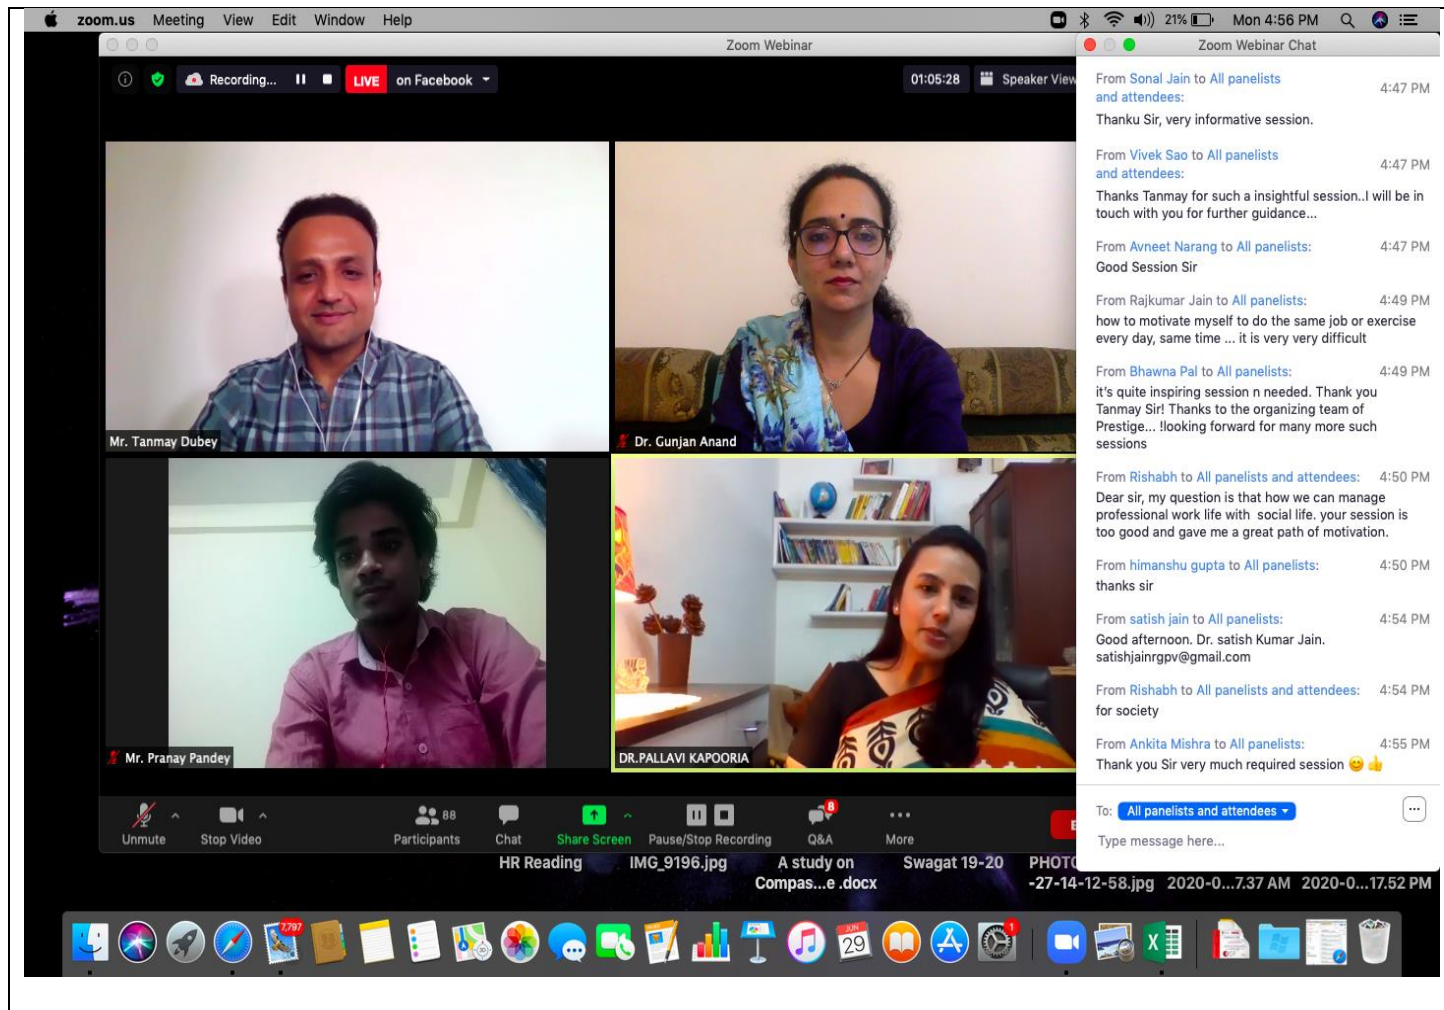 zoom.us Meeting View Edit Window Help 21% Mon 4:56 PM
Zoom Webinar
Zoom Webinar Chat
Recording... LIVE on Facebook 01:05:28 Speaker View
From Sonal Jain to All panelists
and attendees: 4:47 PM
Thanku Sir, very informative session.
From Vivek Sao to All panelists
and attendees: 4:47 PM
Thanks Tanmay for such a insightful session..I will be in
touch with you for further guidance...
From Avneet Narang to All panelists: 4:47 PM
Good Session Sir
From Rajkumar Jain to All panelists: 4:49 PM
how to motivate myself to do the same job or exercise
every day, same time ... it is very very difficult
From Bhawna Pal to All panelists: 4:49 PM
it's quite inspiring session n needed. Thank you
Tanmay Sir! Thanks to the organizing team of
Prestige... !looking forward for many more such
sessions
From Rishabh to All panelists and attendees: 4:50 PM
Dear sir, my question is that how we can manage
professional work life with social life. your session is
too good and gave me a great path of motivation.
From himanshu gupta to All panelists: 4:50 PM
thanks sir
From satish jain to All panelists: 4:54 PM
Good afternoon. Dr. satish Kumar Jain.
satishjainrgpv@gmail.com
From Rishabh to All panelists and attendees: 4:54 PM
for society
From Ankita Mishra to All panelists: 4:55 PM
Thank you Sir very much required session 😊 👍
To: All panelists and attendees
Type message here...
Mr. Tanmay Dubey
Dr. Gunjan Anand
Mr. Pranay Pandey
DR.PALLAVI KAPOORIA
88
8
Unmute Stop Video Participants Chat Share Screen Pause/Stop Recording Q&A More
HR Reading IMG_9196.jpg A study on Swagat 19-20 PHOTO
Compas...e .docx -27-14-12-58.jpg 2020-0...7.37 AM 2020-0...17.52 PM
7,797
JUN
29
1